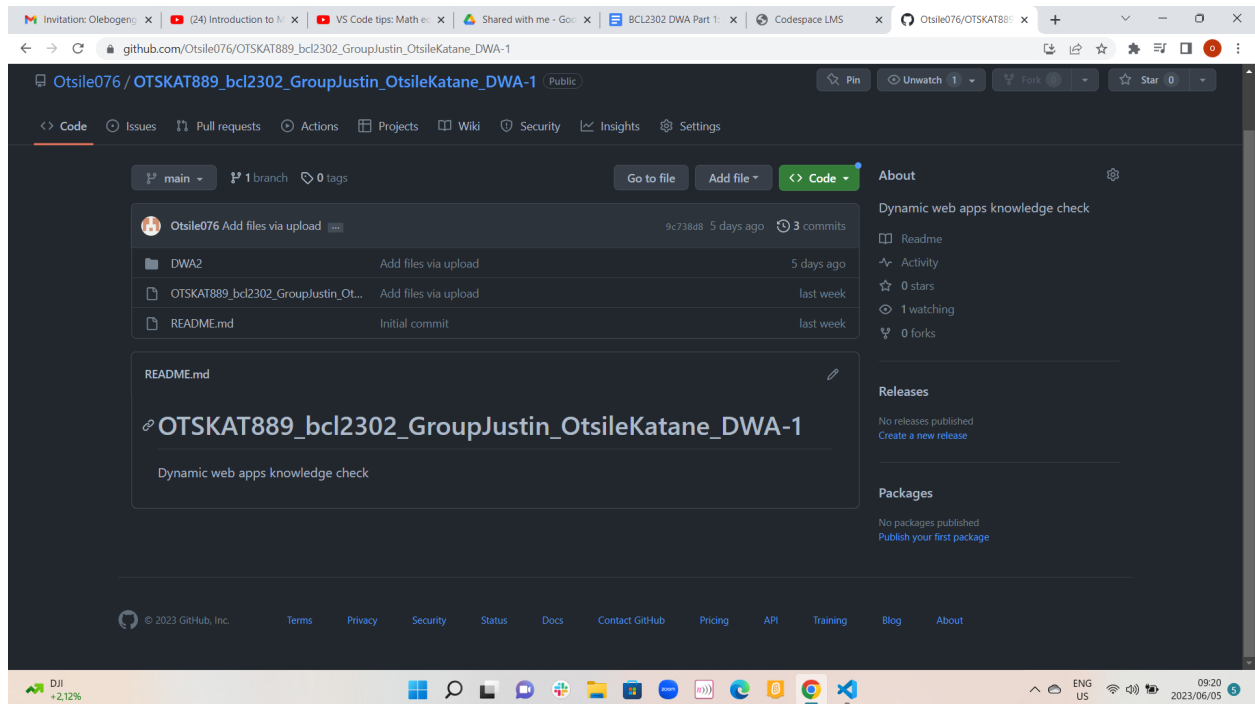 Invitation: Olebogeng
(24) Introduction to M
VS Code tips: Math ec
Shared with me - Goo
BCL2302 DWA Part 1:
Codespace LMS
Otsile076/OTSKAT889
github.com/Otsile076/OTSKAT889_bcl2302_GroupJustin_OtsileKatane_DWA-1
Otsile076 / OTSKAT889_bcl2302_GroupJustin_OtsileKatane_DWA-1 Public
Pin Unwatch 1 Fork 0 Star 0
Code Issues Pull requests Actions Projects Wiki Security Insights Settings
main 1 branch 0 tags Go to file Add file Code
Otsile076 Add files via upload ... 9c738d8 5 days ago 3 commits
DWA2 Add files via upload 5 days ago
OTSKAT889_bcl2302_GroupJustin_Ot... Add files via upload last week
README.md Initial commit last week
README.md
OTSKAT889_bcl2302_GroupJustin_OtsileKatane_DWA-1
Dynamic web apps knowledge check
About
Dynamic web apps knowledge check
Readme
Activity
0 stars
1 watching
0 forks
Releases
No releases published
Create a new release
Packages
No packages published
Publish your first package
© 2023 GitHub, Inc. Terms Privacy Security Status Docs Contact GitHub Pricing API Training Blog About
DJI
+2,12%
zoom
ENG
US
09:20
2023/06/05
5